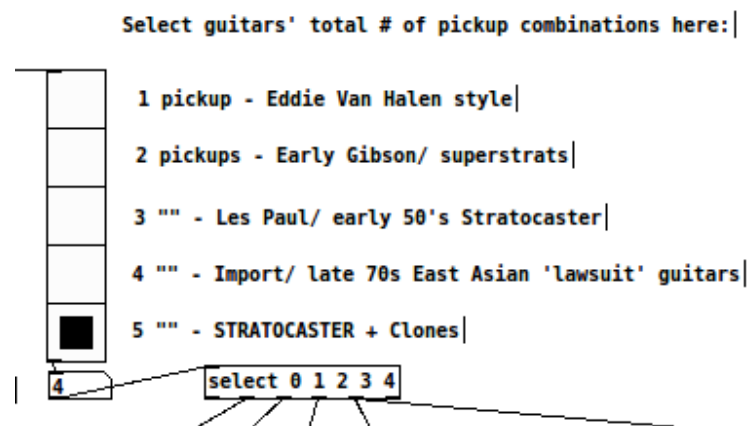 Select guitars' total # of pickup combinations here:
1 pickup - Eddie Van Halen style
2 pickups - Early Gibson/ superstrats
3 "" - Les Paul/ early 50's Stratocaster
4 "" - Import/ late 70s East Asian 'lawsuit' guitars
5 "" - STRATOCASTER + Clones
4
select 0 1 2 3 4